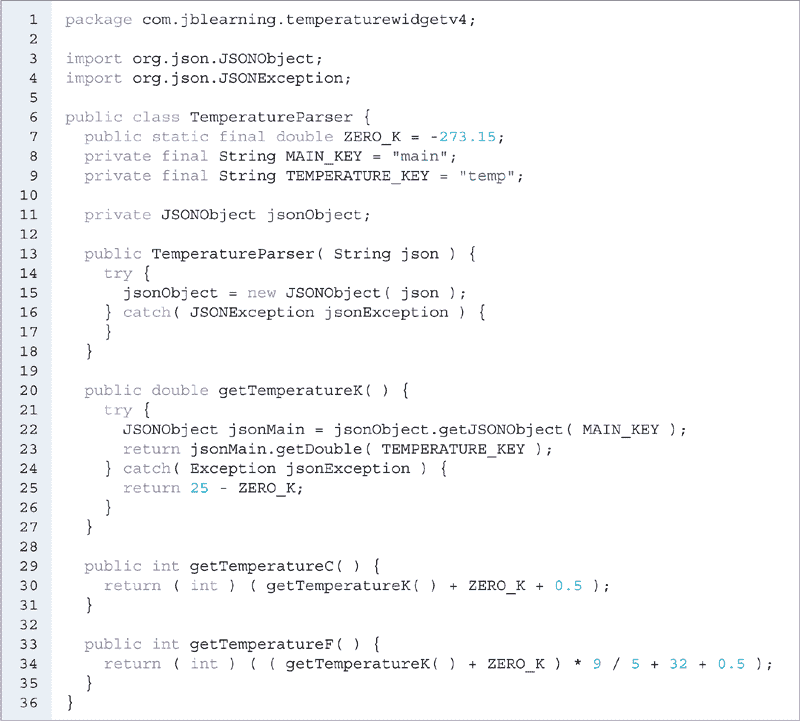 1 package com.jblearning.temperaturewidgetv4;
2
3 import org.json.JSONObject;
4 import org.json.JSONException;
5
6 public class TemperatureParser {
7   public static final double ZERO_K = -273.15;
8   private final String MAIN_KEY = "main";
9   private final String TEMPERATURE_KEY = "temp";
10
11   private JSONObject jsonObject;
12
13   public TemperatureParser( String json ) {
14     try {
15       jsonObject = new JSONObject( json );
16     } catch( JSONException jsonException ) {
17     }
18   }
19
20   public double getTemperatureK( ) {
21     try {
22       JSONObject jsonMain = jsonObject.getJSONObject( MAIN_KEY );
23       return jsonMain.getDouble( TEMPERATURE_KEY );
24     } catch( Exception jsonException ) {
25       return 25 - ZERO_K;
26     }
27   }
28
29   public int getTemperatureC( ) {
30     return ( int ) ( getTemperatureK( ) + ZERO_K + 0.5 );
31   }
32
33   public int getTemperatureF( ) {
34     return ( int ) ( ( getTemperatureK( ) + ZERO_K ) * 9 / 5 + 32 + 0.5 );
35   }
36 }